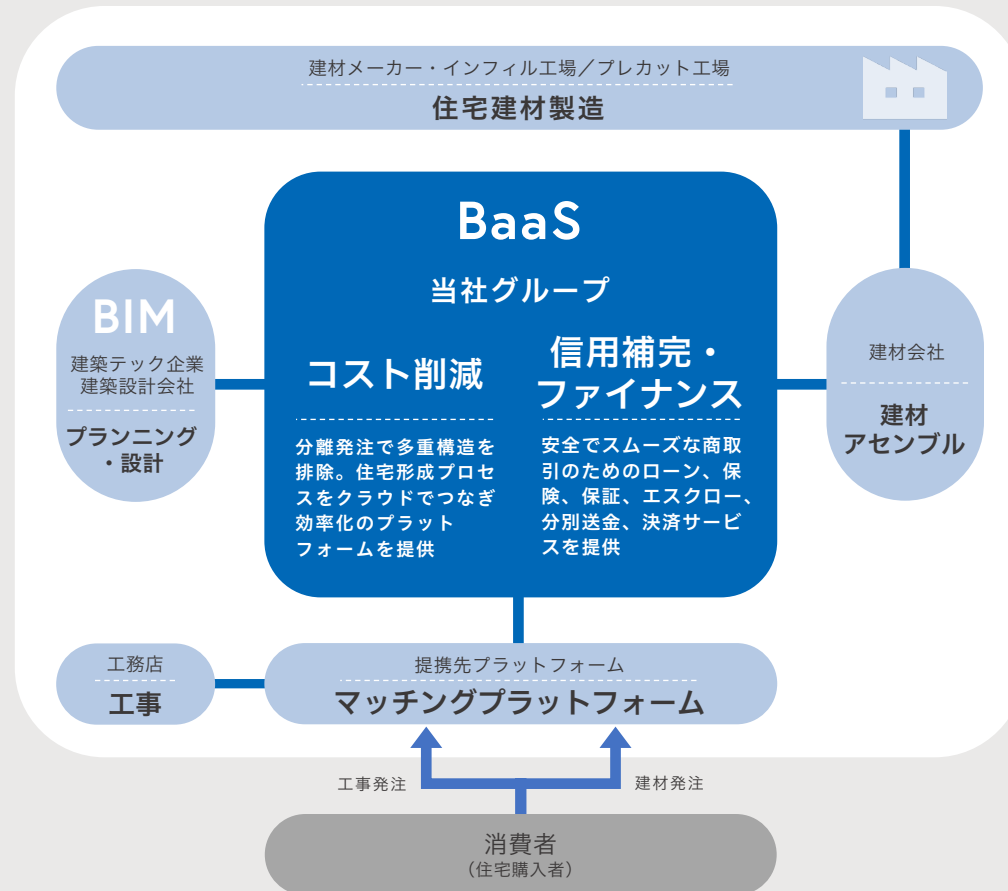 建材メーカー・インフィル工場／プレカット工場
住宅建材製造
BaaS
当社グループ
コスト削減
分離発注で多重構造を
排除。住宅形成プロセ
スをクラウドでつなぎ
効率化のプラット
フォームを提供
信用補完・
ファイナンス
安全でスムーズな商取
引のためのローン、保
険、保証、エスクロー、
分別送金、決済サービ
スを提供
BIM
建築テック企業
建築設計会社
プランニング
・設計
建材会社
建材
アセンブル
工務店
工事
提携先プラットフォーム
マッチングプラットフォーム
工事発注
建材発注
消費者
（住宅購入者）